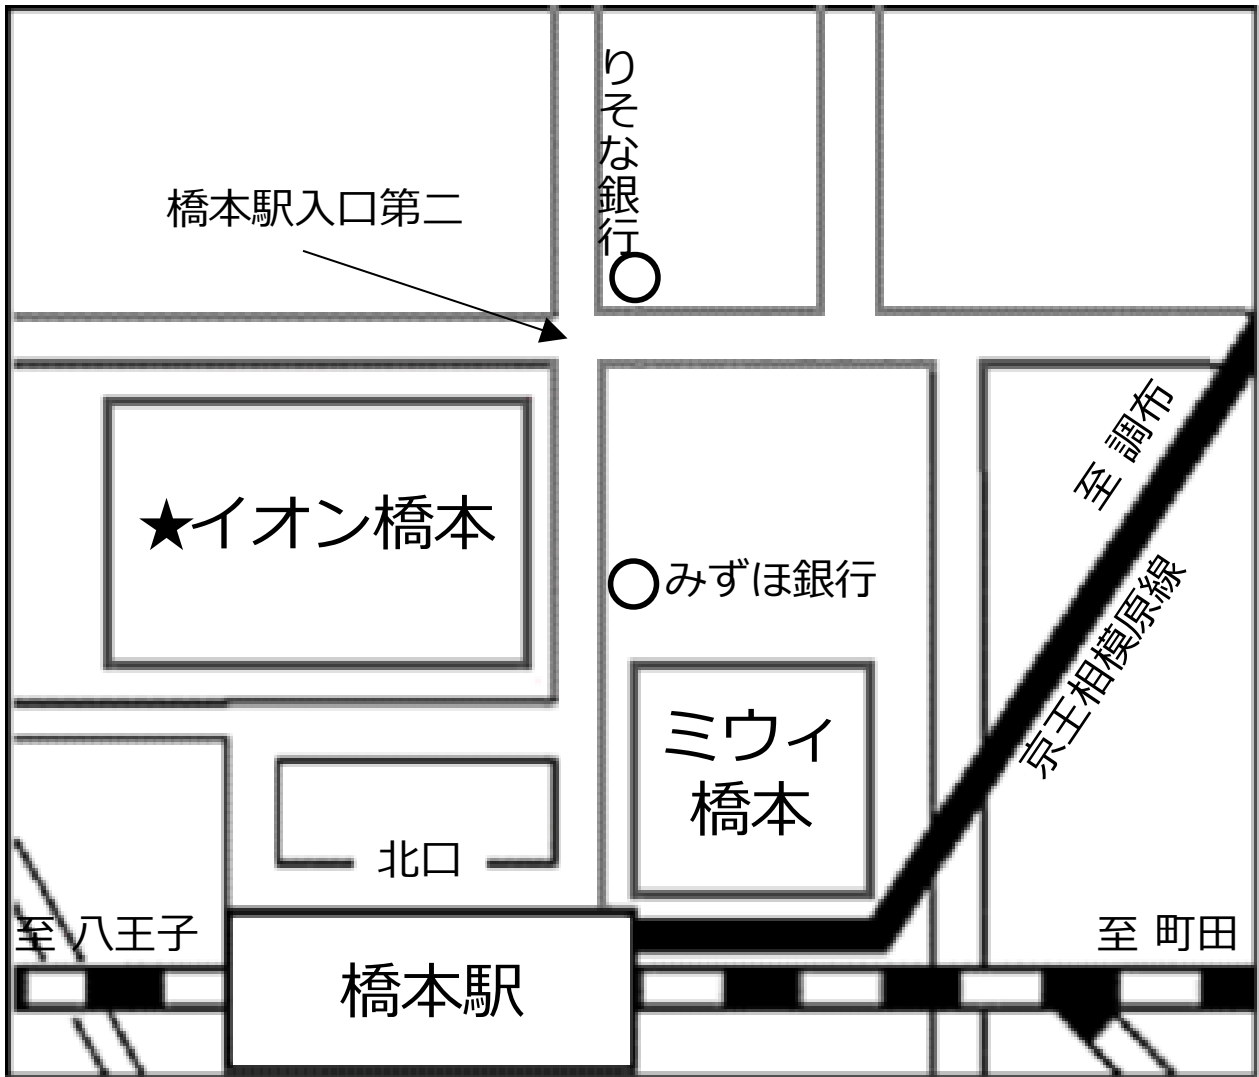 りそな銀行
橋本駅入口第二
至 調布
★イオン橋本
みずほ銀行
京王相模原線
ミウィ
橋本
北口
至 八王子
至 町田
橋本駅